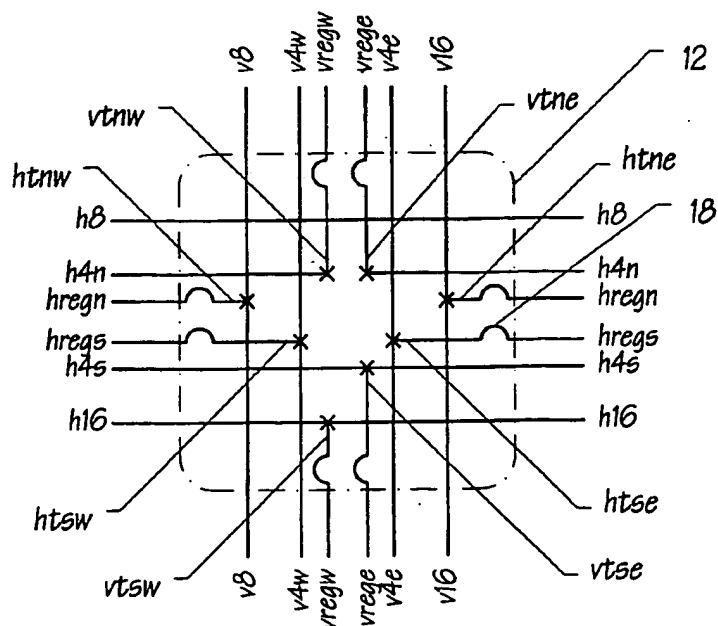 v8 v4w vregw vrege v4e v16
12
vtnw vtne
htnw htne
h8 h8
18
h4n h4n
hregn hregn
hregs hregs
h4s h4s
h16 h16
htsw htse
vtsw vtse
v8 v4w vregw vrege v4e v16